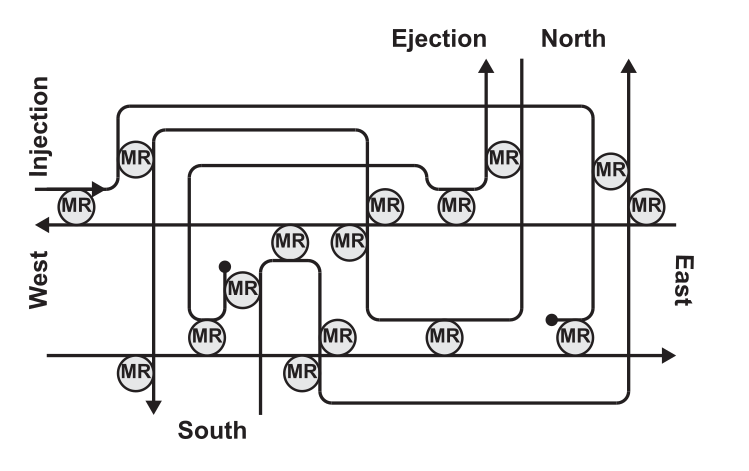 Ejection North
Injection
MR MR MR
MR MR MR MR
MR MR
West
MR
East
MR MR MR MR
MR MR
South